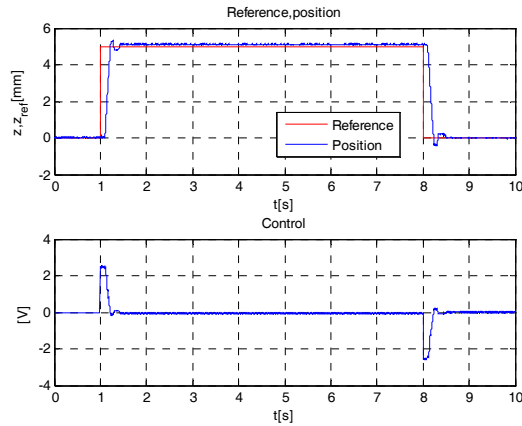 Reference,position
6
4
2
0
-2
z,z_ref[mm]
Reference
Position
0 1 2 3 4 5 6 7 8 9 10
t[s]
Control
4
2
0
-2
-4
[V]
0 1 2 3 4 5 6 7 8 9 10
t[s]